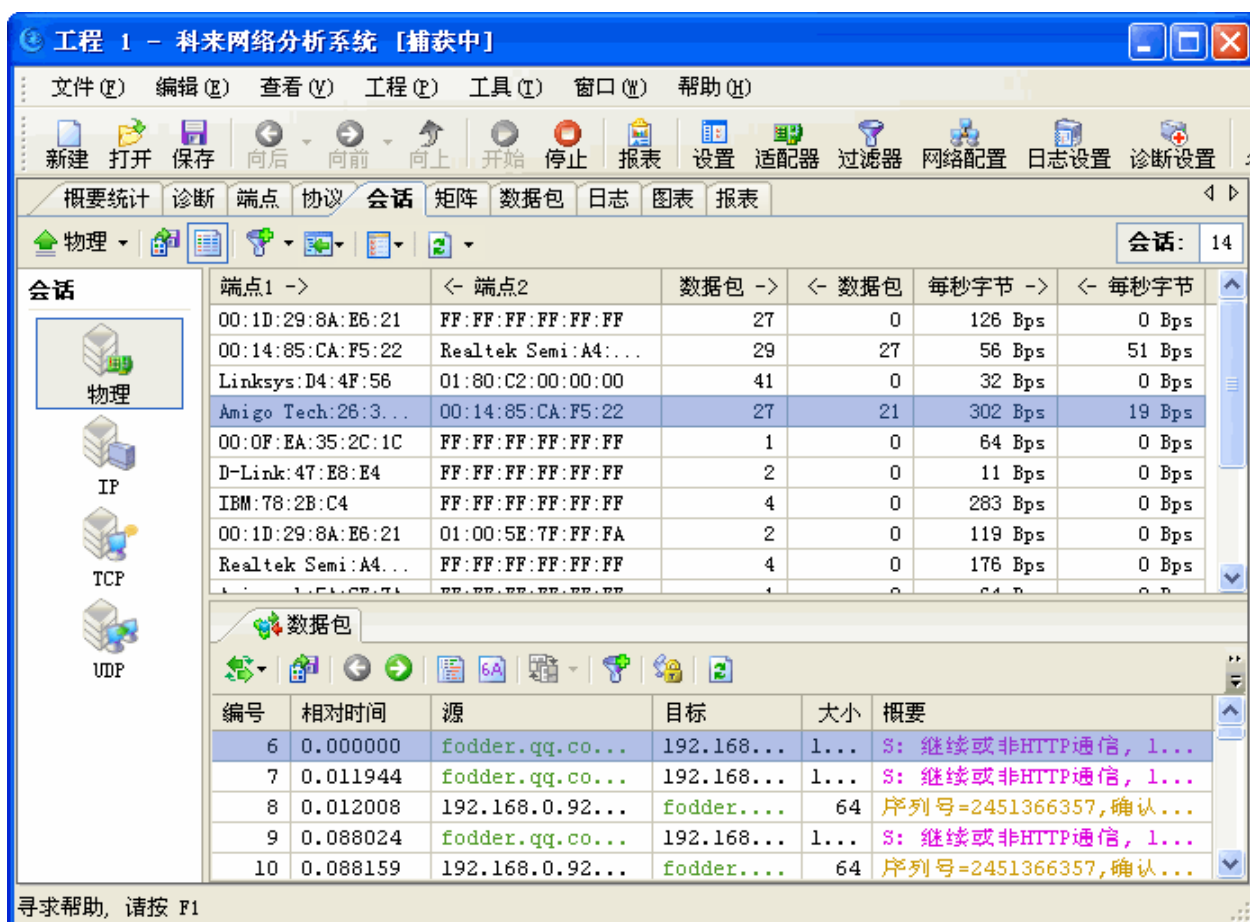 工程 1 - 科来网络分析系统 [捕获中]
文件(F) 编辑(E) 查看(V) 工程(P) 工具(T) 窗口(W) 帮助(H)
新建 打开 保存 向后 向前 向上 开始 停止 报表 设置 适配器 过滤器 网络配置 日志设置 诊断设置
概要统计 诊断 端点 协议 会话 矩阵 数据包 日志 图表 报表
物理 会话: 14
会话
物理
IP
TCP
UDP
端点1 -> <- 端点2 数据包 -> <- 数据包 每秒字节 -> <- 每秒字节
00:1D:29:8A:E6:21 FF:FF:FF:FF:FF:FF 27 0 126 Bps 0 Bps
00:14:85:CA:F5:22 Realtek Semi:A4:... 29 27 56 Bps 51 Bps
Linksys:D4:4F:56 01:80:C2:00:00:00 41 0 32 Bps 0 Bps
Amigo Tech:26:3... 00:14:85:CA:F5:22 27 21 302 Bps 19 Bps
00:0F:EA:35:2C:1C FF:FF:FF:FF:FF:FF 1 0 64 Bps 0 Bps
D-Link:47:E8:E4 FF:FF:FF:FF:FF:FF 2 0 11 Bps 0 Bps
IBM:78:2B:C4 FF:FF:FF:FF:FF:FF 4 0 283 Bps 0 Bps
00:1D:29:8A:E6:21 01:00:5E:7F:FF:FA 2 0 119 Bps 0 Bps
Realtek Semi:A4... FF:FF:FF:FF:FF:FF 4 0 176 Bps 0 Bps
数据包
6A
编号 相对时间 源 目标 大小 概要
6 0.000000 fodder.qq.co... 192.168... 1... S: 继续或非HTTP通信, 1...
7 0.011944 fodder.qq.co... 192.168... 1... S: 继续或非HTTP通信, 1...
8 0.012008 192.168.0.92... fodder.... 64 序列号=2451366357,确认...
9 0.088024 fodder.qq.co... 192.168... 1... S: 继续或非HTTP通信, 1...
10 0.088159 192.168.0.92... fodder.... 64 序列号=2451366357,确认...
寻求帮助, 请按 F1